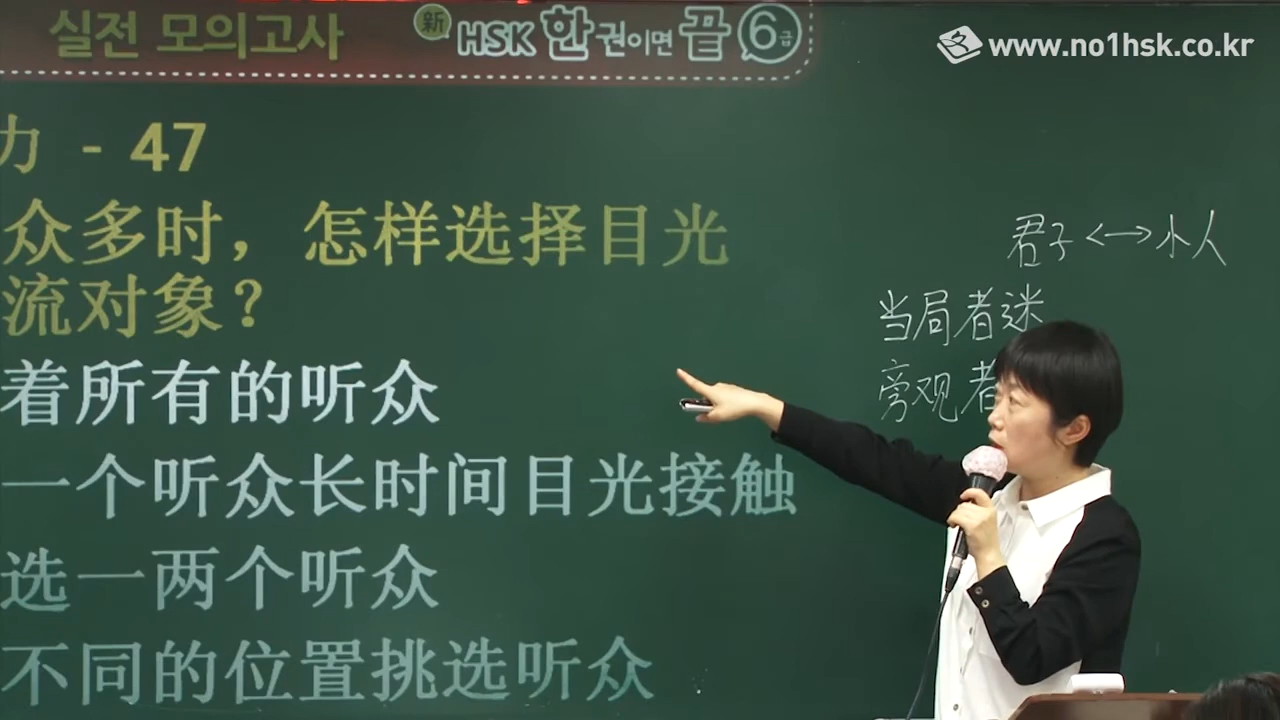 실전 모의고사
新 HSK 한권이면 끝 6급
www.no1hsk.co.kr
力 - 47
众多时，怎样选择目光
流对象？
着所有的听众
一个听众长时间目光接触
选一两个听众
不同的位置挑选听众
君子 <—> 小人
当局者迷
旁观者